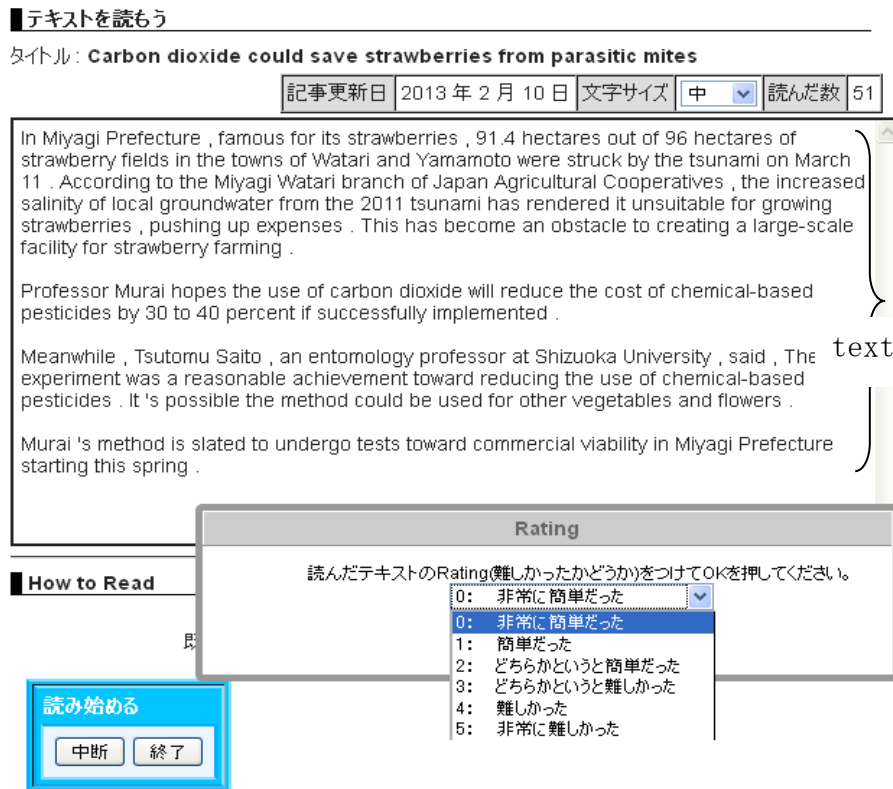 テキストを読もう
タイトル : Carbon dioxide could save strawberries from parasitic mites
記事更新日 2013 年 2 月 10 日 文字サイズ 中 読んだ数 51
In Miyagi Prefecture , famous for its strawberries , 91.4 hectares out of 96 hectares of
strawberry fields in the towns of Watari and Yamamoto were struck by the tsunami on March
11 . According to the Miyagi Watari branch of Japan Agricultural Cooperatives , the increased
salinity of local groundwater from the 2011 tsunami has rendered it unsuitable for growing
strawberries , pushing up expenses . This has become an obstacle to creating a large-scale
facility for strawberry farming .
Professor Murai hopes the use of carbon dioxide will reduce the cost of chemical-based
pesticides by 30 to 40 percent if successfully implemented .
Meanwhile , Tsutomu Saito , an entomology professor at Shizuoka University , said , The
experiment was a reasonable achievement toward reducing the use of chemical-based
pesticides . It 's possible the method could be used for other vegetables and flowers .
Murai 's method is slated to undergo tests toward commercial viability in Miyagi Prefecture
starting this spring .
text
Rating
読んだテキストのRating(難しかったかどうか)をつけてOKを押してください。
0: 非常に簡単だった
0: 非常に簡単だった
1: 簡単だった
2: どちらかというと簡単だった
3: どちらかというと難しかった
4: 難しかった
5: 非常に難しかった
How to Read
読み始める
中断 終了